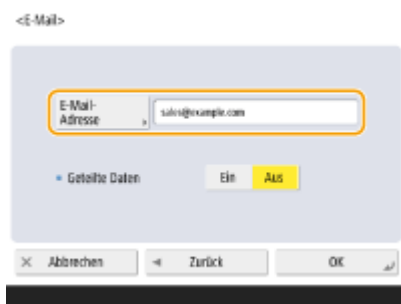 <E-Mail>
E-Mail-
Adresse
sales@example.com
Geteilte Daten
Ein
Aus
Abbrechen
Zurück
OK